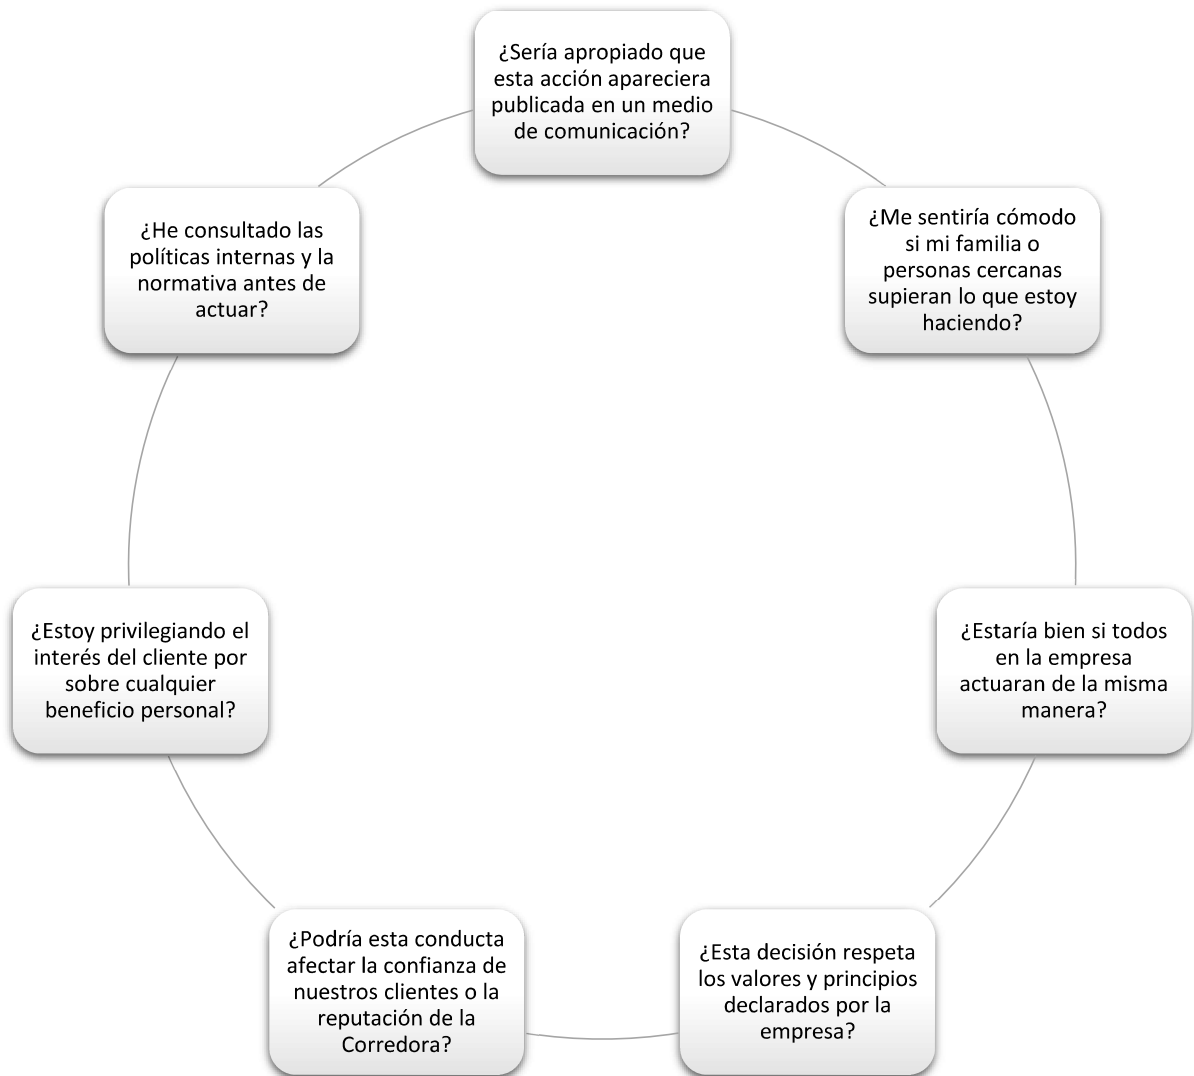 ¿Sería apropiado que
esta acción apareciera
publicada en un medio
de comunicación?
¿Me sentiría cómodo
si mi familia o
personas cercanas
supieran lo que estoy
haciendo?
¿Estaría bien si todos
en la empresa
actuaran de la misma
manera?
¿Esta decisión respeta
los valores y principios
declarados por la
empresa?
¿Podría esta conducta
afectar la confianza de
nuestros clientes o la
reputación de la
Corredora?
¿Estoy privilegiando el
interés del cliente por
sobre cualquier
beneficio personal?
¿He consultado las
políticas internas y la
normativa antes de
actuar?